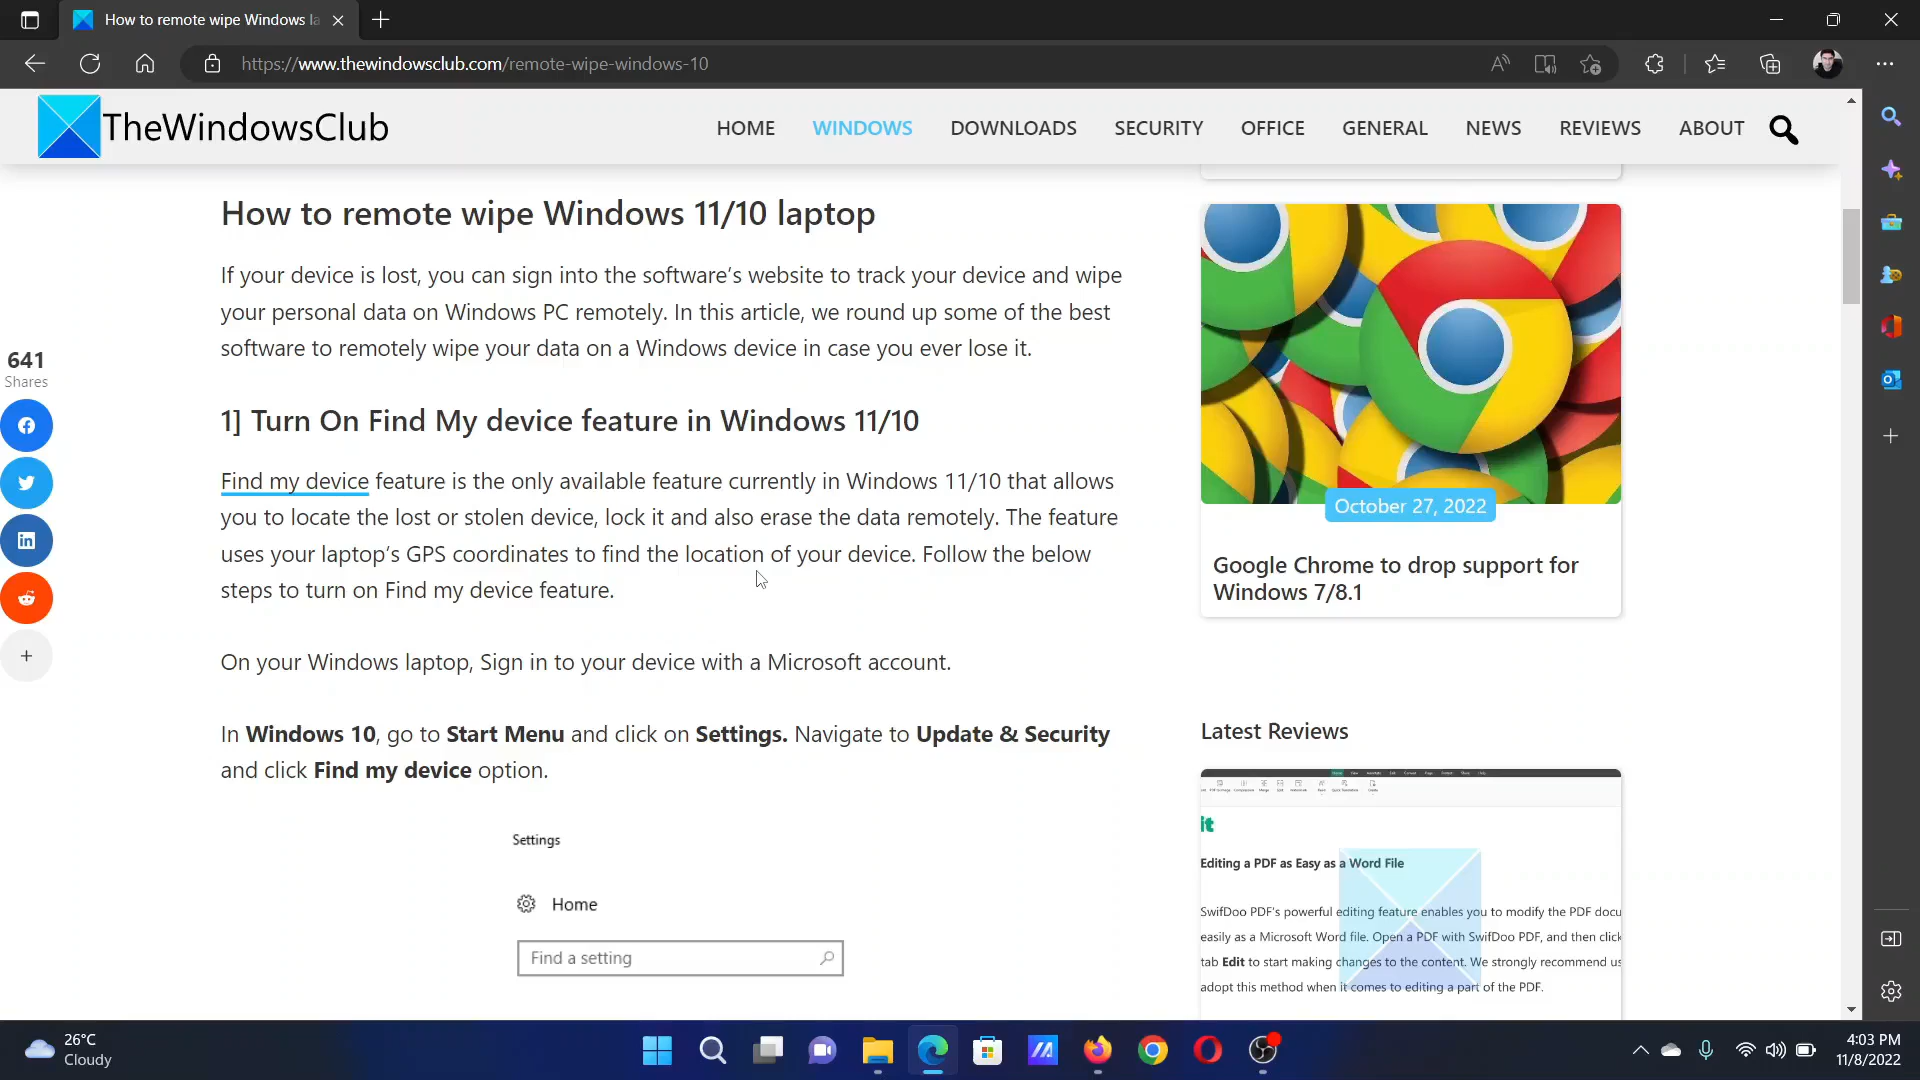 How to remote wipe Windows la
https://www.thewindowsclub.com/remote-wipe-windows-10
TheWindowsClub
HOME WINDOWS DOWNLOADS SECURITY OFFICE GENERAL NEWS REVIEWS ABOUT
How to remote wipe Windows 11/10 laptop
If your device is lost, you can sign into the software’s website to track your device and wipe
your personal data on Windows PC remotely. In this article, we round up some of the best
software to remotely wipe your data on a Windows device in case you ever lose it.
641
Shares
1] Turn On Find My device feature in Windows 11/10
Find my device feature is the only available feature currently in Windows 11/10 that allows
you to locate the lost or stolen device, lock it and also erase the data remotely. The feature
uses your laptop’s GPS coordinates to find the location of your device. Follow the below
steps to turn on Find my device feature.
On your Windows laptop, Sign in to your device with a Microsoft account.
In Windows 10, go to Start Menu and click on Settings. Navigate to Update & Security
and click Find my device option.
Settings
Home
Find a setting
October 27, 2022
Google Chrome to drop support for
Windows 7/8.1
Latest Reviews
it
Editing a PDF as Easy as a Word File
SwifDoo PDF's powerful editing feature enables you to modify the PDF docu
easily as a Microsoft Word file. Open a PDF with SwifDoo PDF, and then click
tab Edit to start making changes to the content. We strongly recommend us
adopt this method when it comes to editing a part of the PDF.
26°C
Cloudy
4:03 PM
11/8/2022